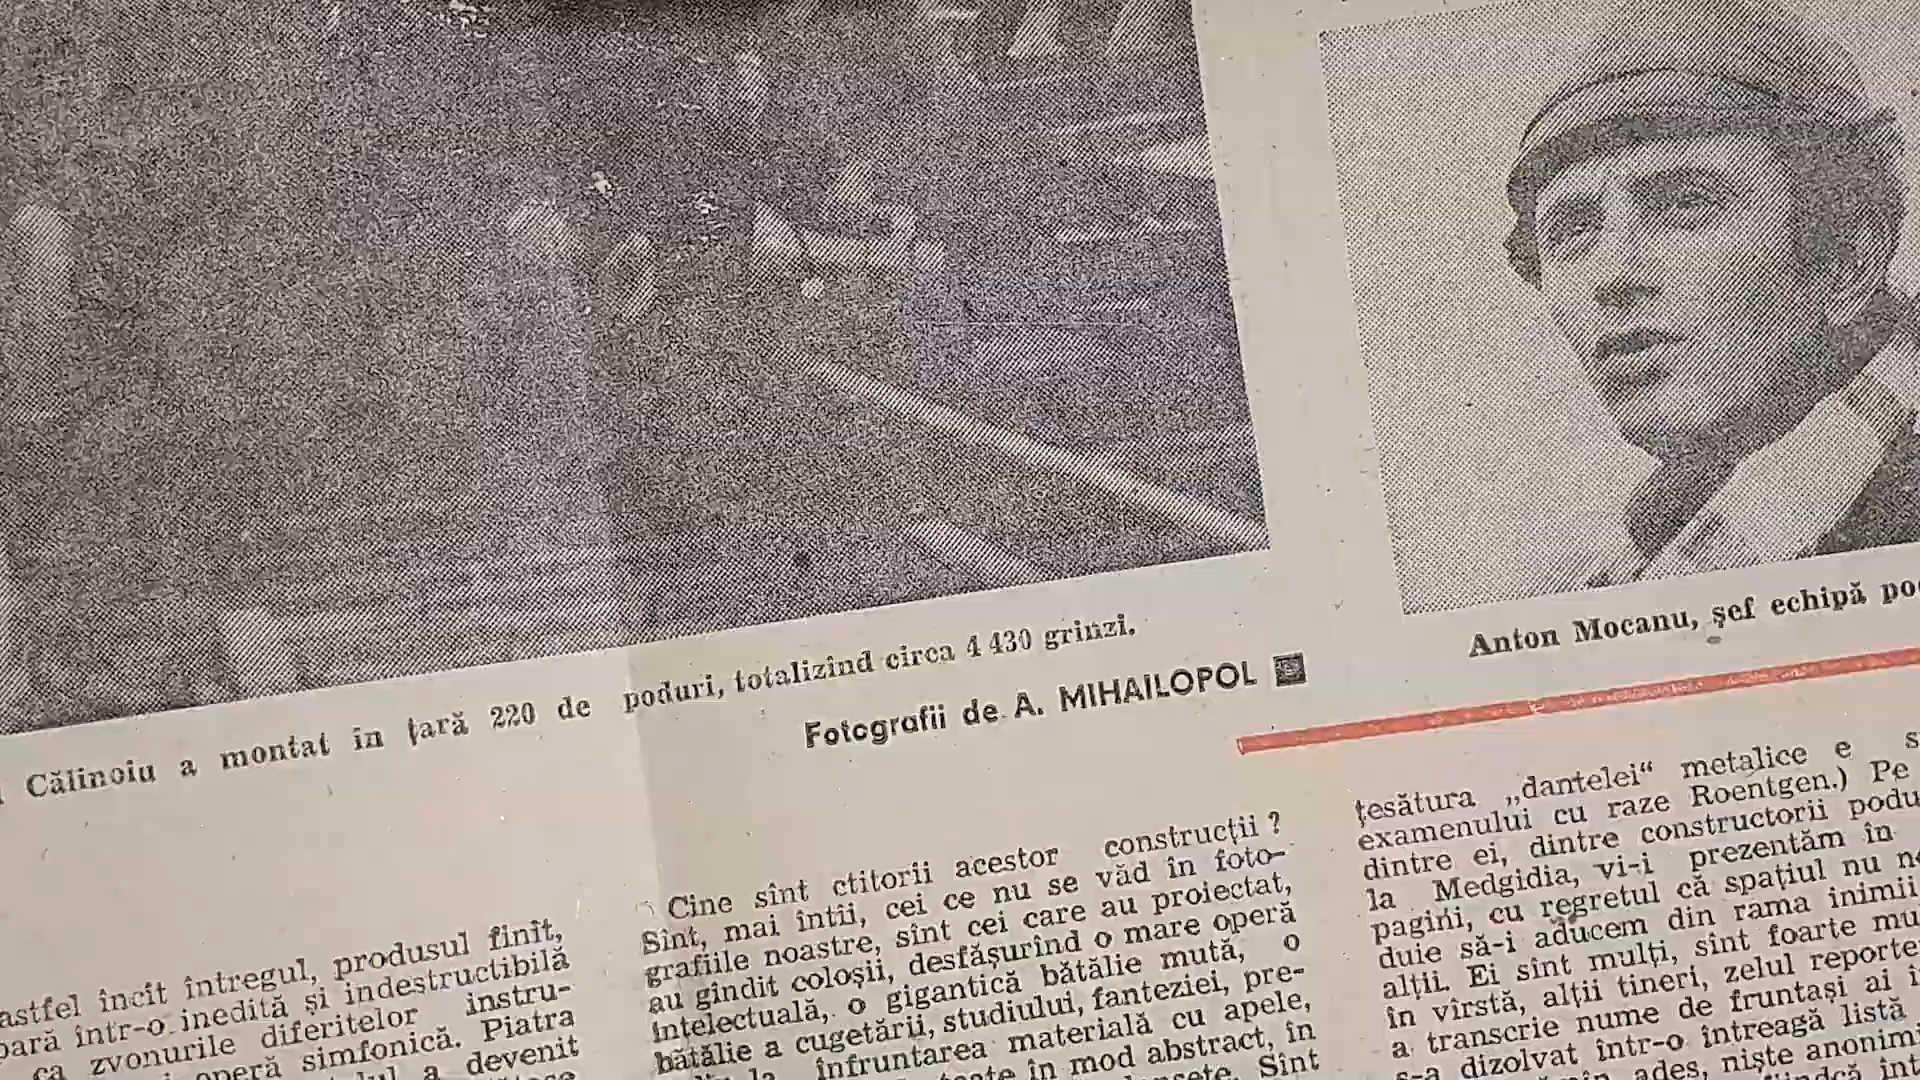 Călinoiu a montat în țară 220 de poduri, totalizînd circa 4 430 grinzi.
Fotografii de A. MIHAILOPOL
Anton Mocanu, șef echipă
astfel încît întregul, produsul finit,
într-o inedită și indestructibilă
ca zvonurile diferitelor instru-
operă simfonică. Piatra
a devenit
Cine sînt ctitorii acestor construcții ?
Sînt, mai întîi, cei ce nu se văd în foto-
grafiile noastre, sînt cei care au proiectat,
au gîndit coloșii, desfășurînd o mare operă
intelectuală, o gigantică bătălie mută, o
bătălie a cugetării, studiului, fanteziei, pre-
la înfruntarea materială cu apele,
în mod abstract, în
Sînt
țesătura „dantelei“ metalice e
examenului cu raze Roentgen.) Pe
dintre ei, dintre constructorii
la Medgidia, vi-i prezentăm în
pagini, cu regretul că spațiul nu
duie să-i aducem din rama inimii
alții. Ei sînt mulți, sînt foarte
în vîrstă, alții tineri, zelul
a transcrie nume de fruntași ai
s-a dizolvat într-o întreagă listă
ades, niște